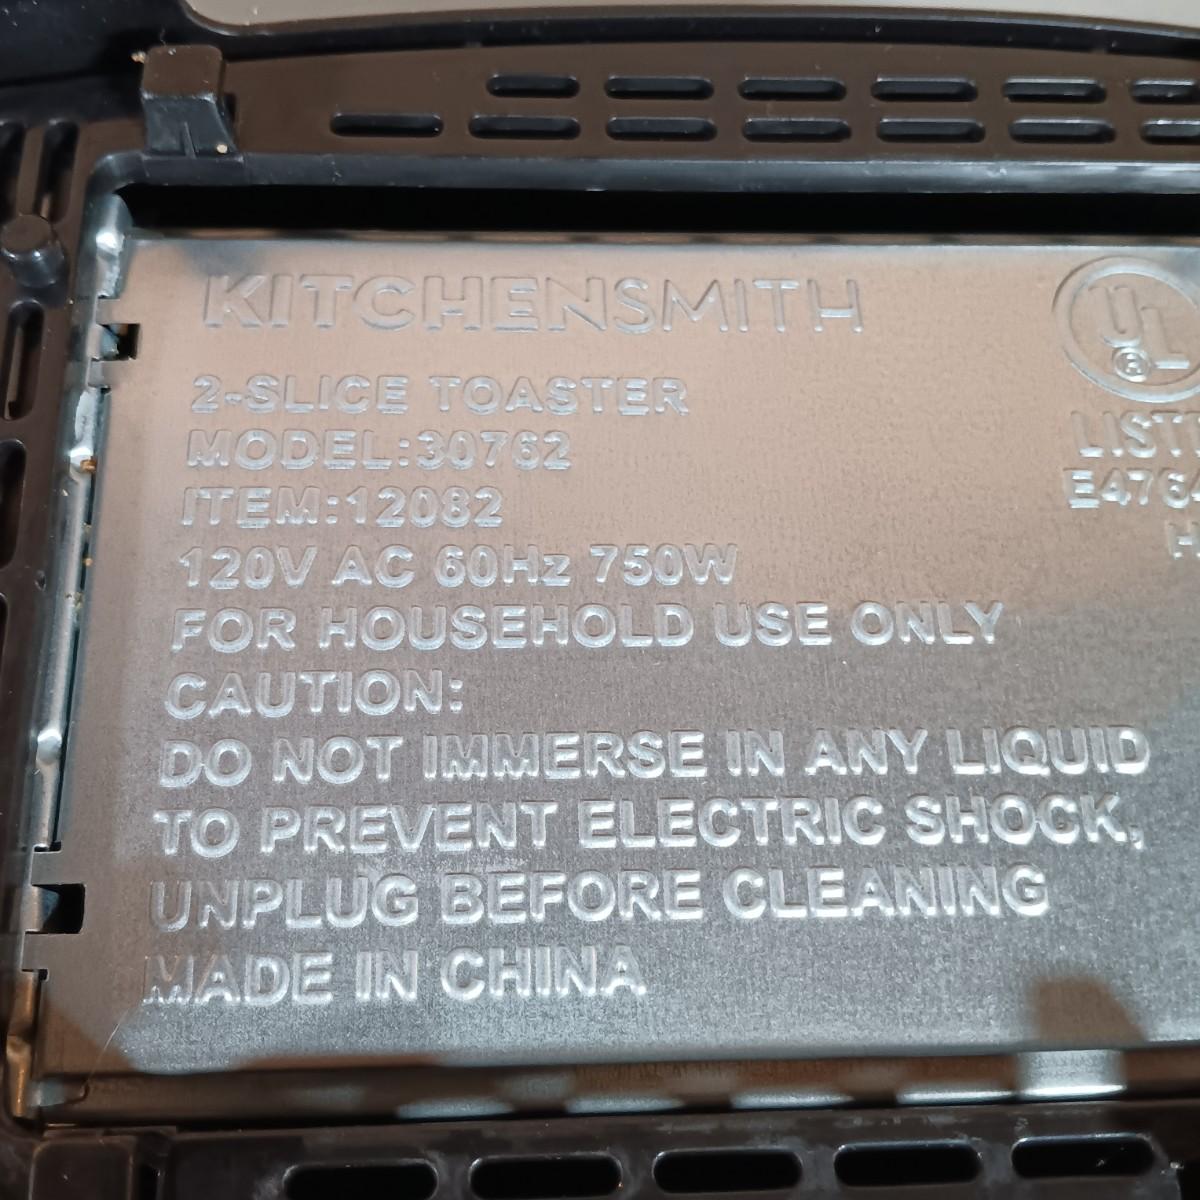 KITCHENSMITH
UL
®
2-SLICE TOASTER
MODEL:30762
ITEM:12082
120V AC 60Hz 750W
FOR HOUSEHOLD USE ONLY
CAUTION:
DO NOT IMMERSE IN ANY LIQUID
TO PREVENT ELECTRIC SHOCK,
UNPLUG BEFORE CLEANING
MADE IN CHINA